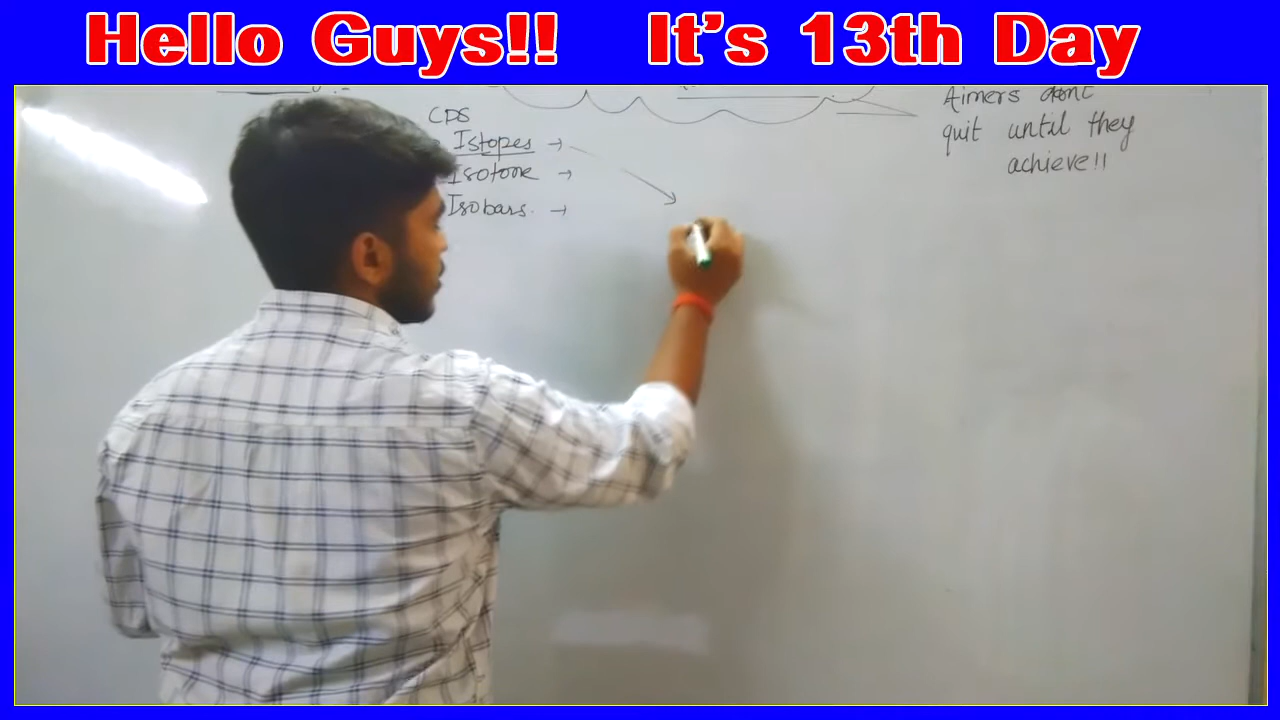 Hello Guys!! It's 13th Day
Aimers dont
quit until they
achieve!!
CDS
Istopes →
Isotone →
Isobars. →